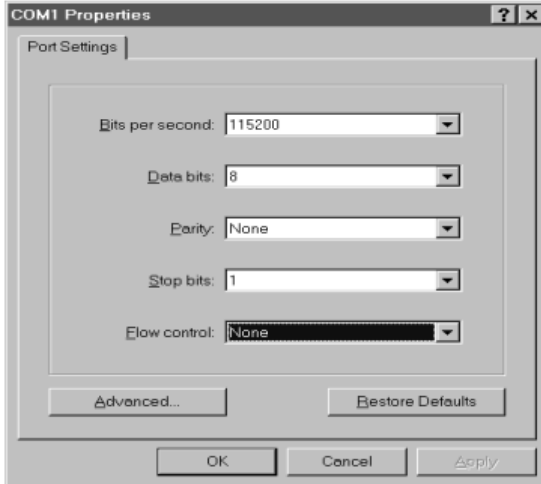 COM1 Properties
Port Settings
Bits per second: 115200
Data bits: 8
Parity: None
Stop bits: 1
Flow control: None
Advanced... Restore Defaults
OK Cancel Apply